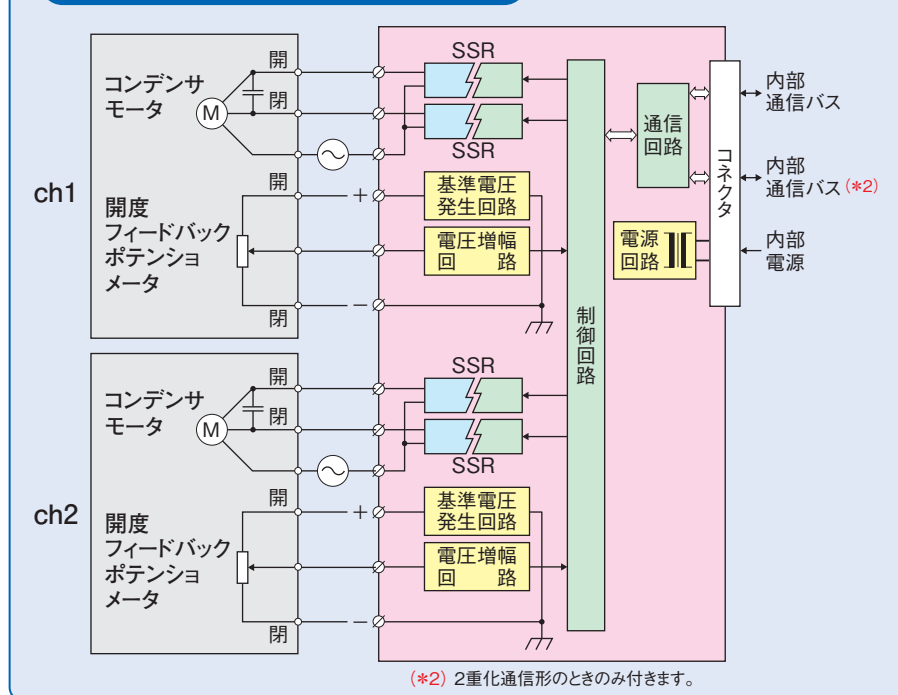 ch1
コンデンサ
モータ
M
開
閉
開度
フィードバック
ポテンショ
メータ
開
閉
+
−
SSR
SSR
基準電圧
発生回路
電圧増幅
回　　路
制御回路
通信
回路
電源
回路
コネクタ
内部
通信バス
内部
通信バス(*2)
内部
電源
ch2
コンデンサ
モータ
M
開
閉
開度
フィードバック
ポテンショ
メータ
開
閉
+
−
SSR
SSR
基準電圧
発生回路
電圧増幅
回　　路
(*2) 2重化通信形のときのみ付きます。